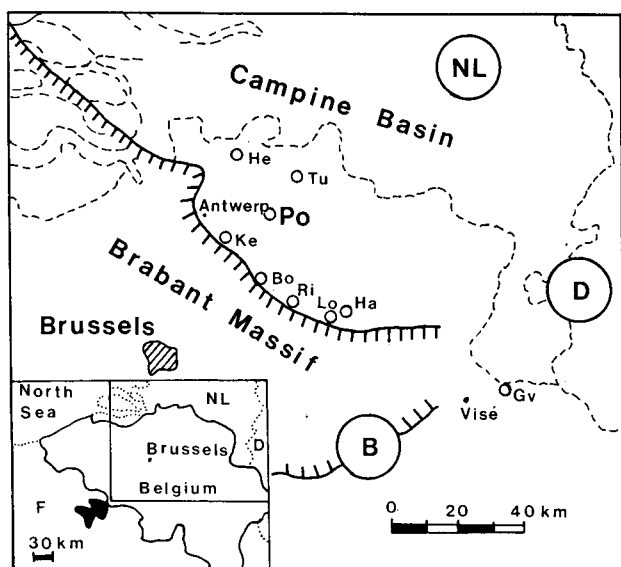 NL
Campine Basin
He
Tu
Antwerp
Po
Ke
Bo
Ri
Lo
Ha
D
Brabant Massif
Brussels
Gv
Visé
B
North
Sea
NL
Brussels
D
Belgium
F
30 km
0 20 40 km